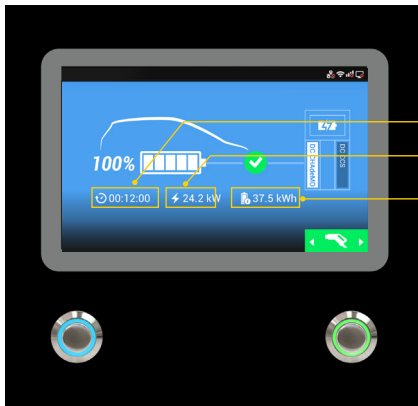 100%
00:12:00
24.2 kW
37.5 kWh
DC CHAdeMO
DC CCS